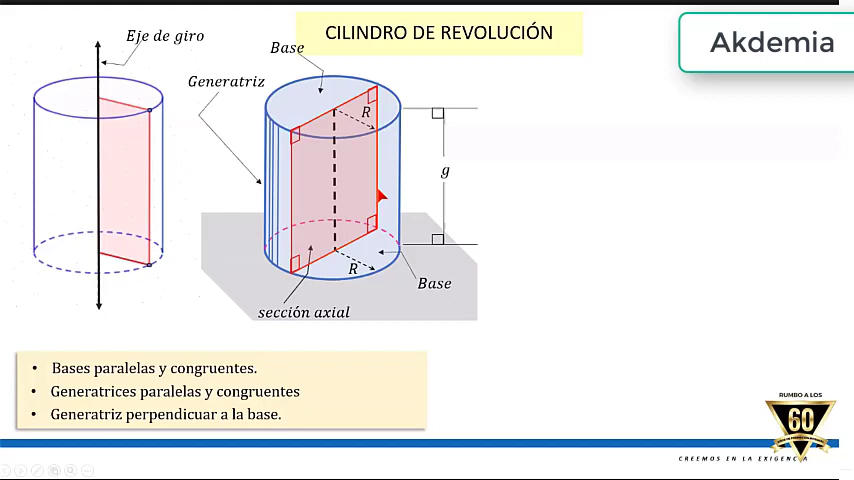 CILINDRO DE REVOLUCIÓN
Akdemia
Eje de giro
Base
Generatriz
R
g
R
Base
sección axial
• Bases paralelas y congruentes.
• Generatrices paralelas y congruentes
• Generatriz perpendicuar a la base.
RUMBO A LOS
60
CREEMOS EN LA EXIGENCIA